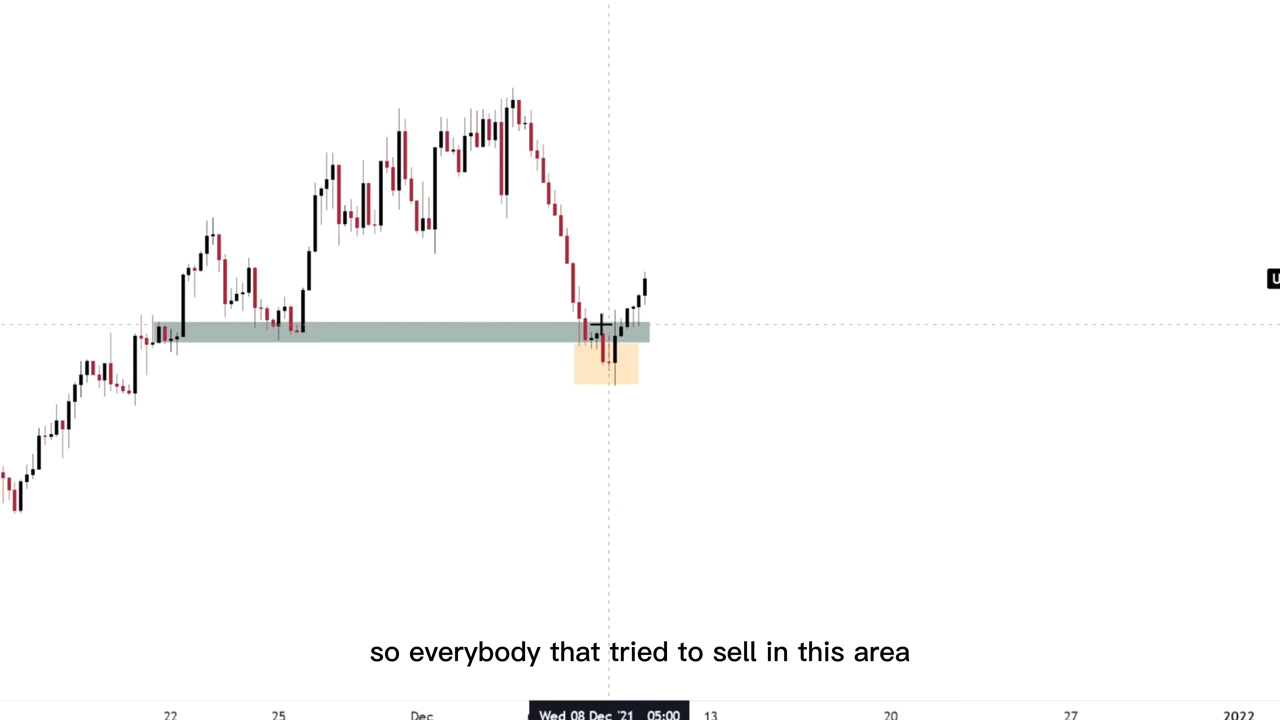 U
so everybody that tried to sell in this area
22 25 Dec Wed 08 Dec '21 05:00 13 20 27 2022